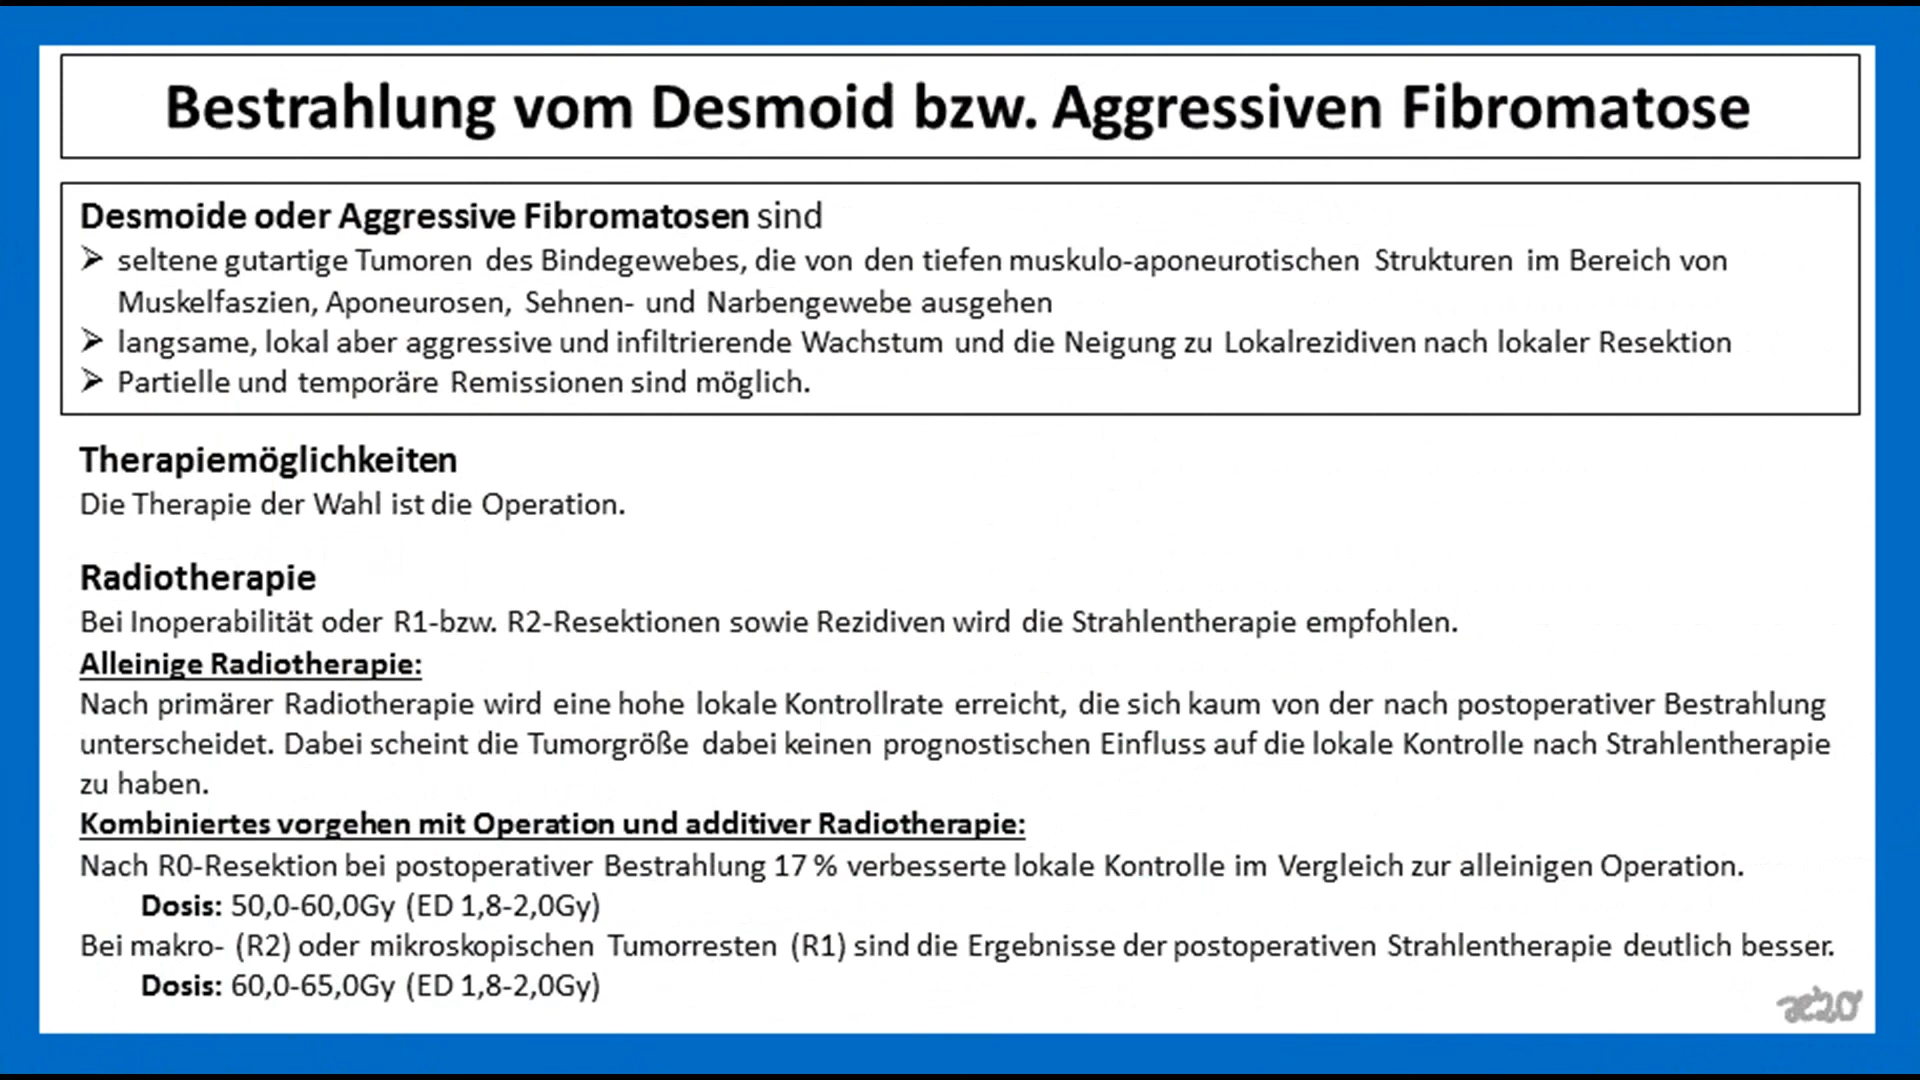 Bestrahlung vom Desmoid bzw. Aggressiven Fibromatose
Desmoide oder Aggressive Fibromatosen sind
➢ seltene gutartige Tumoren des Bindegewebes, die von den tiefen muskulo-aponeurotischen Strukturen im Bereich von
Muskelfaszien, Aponeurosen, Sehnen- und Narbengewebe ausgehen
➢ langsame, lokal aber aggressive und infiltrierende Wachstum und die Neigung zu Lokalrezidiven nach lokaler Resektion
➢ Partielle und temporäre Remissionen sind möglich.
Therapiemöglichkeiten
Die Therapie der Wahl ist die Operation.
Radiotherapie
Bei Inoperabilität oder R1-bzw. R2-Resektionen sowie Rezidiven wird die Strahlentherapie empfohlen.
Alleinige Radiotherapie:
Nach primärer Radiotherapie wird eine hohe lokale Kontrollrate erreicht, die sich kaum von der nach postoperativer Bestrahlung
unterscheidet. Dabei scheint die Tumorgröße dabei keinen prognostischen Einfluss auf die lokale Kontrolle nach Strahlentherapie
zu haben.
Kombiniertes vorgehen mit Operation und additiver Radiotherapie:
Nach R0-Resektion bei postoperativer Bestrahlung 17 % verbesserte lokale Kontrolle im Vergleich zur alleinigen Operation.
Dosis: 50,0-60,0Gy (ED 1,8-2,0Gy)
Bei makro- (R2) oder mikroskopischen Tumorresten (R1) sind die Ergebnisse der postoperativen Strahlentherapie deutlich besser.
Dosis: 60,0-65,0Gy (ED 1,8-2,0Gy)